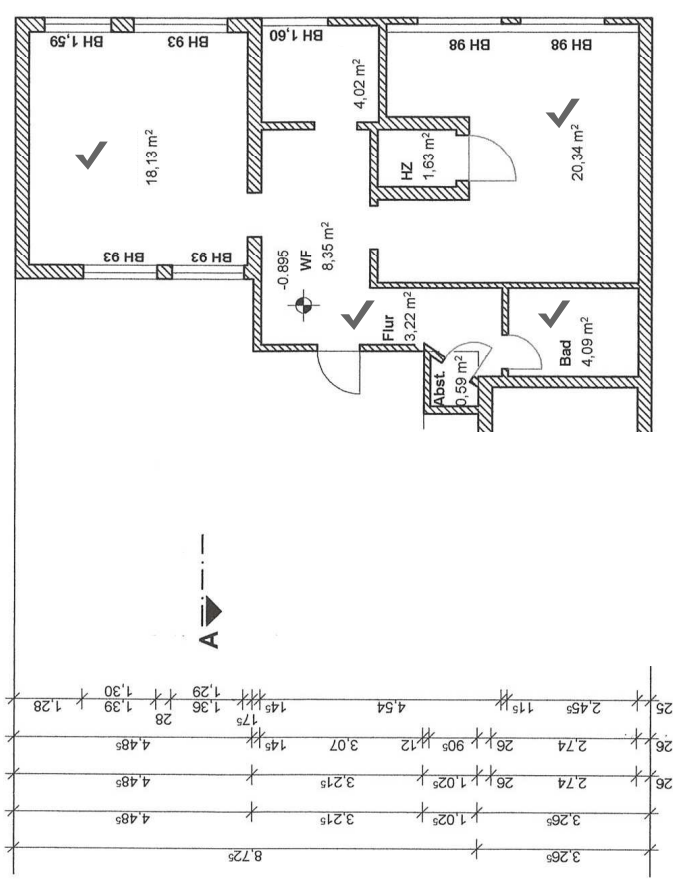 BH 1,59
BH 93
BH 1,60
BH 98
BH 98
18,13 m²
4,02 m²
HZ
1,63 m²
20,34 m²
BH 93
BH 93
-0.895
WF
8,35 m²
Flur
3,22 m²
Abst.
0,59 m²
Bad
4,09 m²
A
1,28
1,30
1,39
28
1,29
1,36
17⁵
14⁵
4,54
11⁵
2,45⁵
25
4,48⁵
14⁵
3,07
12
90⁵
26
2,74
26
4,48⁵
3,21⁵
1,02⁵
26
2,74
26
4,48⁵
3,21⁵
1,02⁵
3,26⁵
8,72⁵
3,26⁵